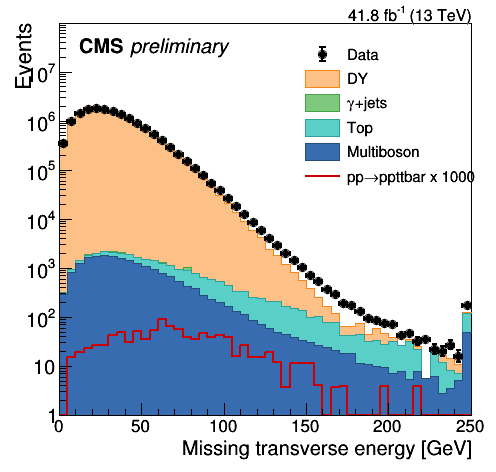 41.8 fb⁻¹ (13 TeV)
CMS preliminary
Events
Data
DY
γ+jets
Top
Multiboson
pp→ppttbar x 1000
10⁷
10⁶
10⁵
10⁴
10³
10²
10
1
0 50 100 150 200 250
Missing transverse energy [GeV]